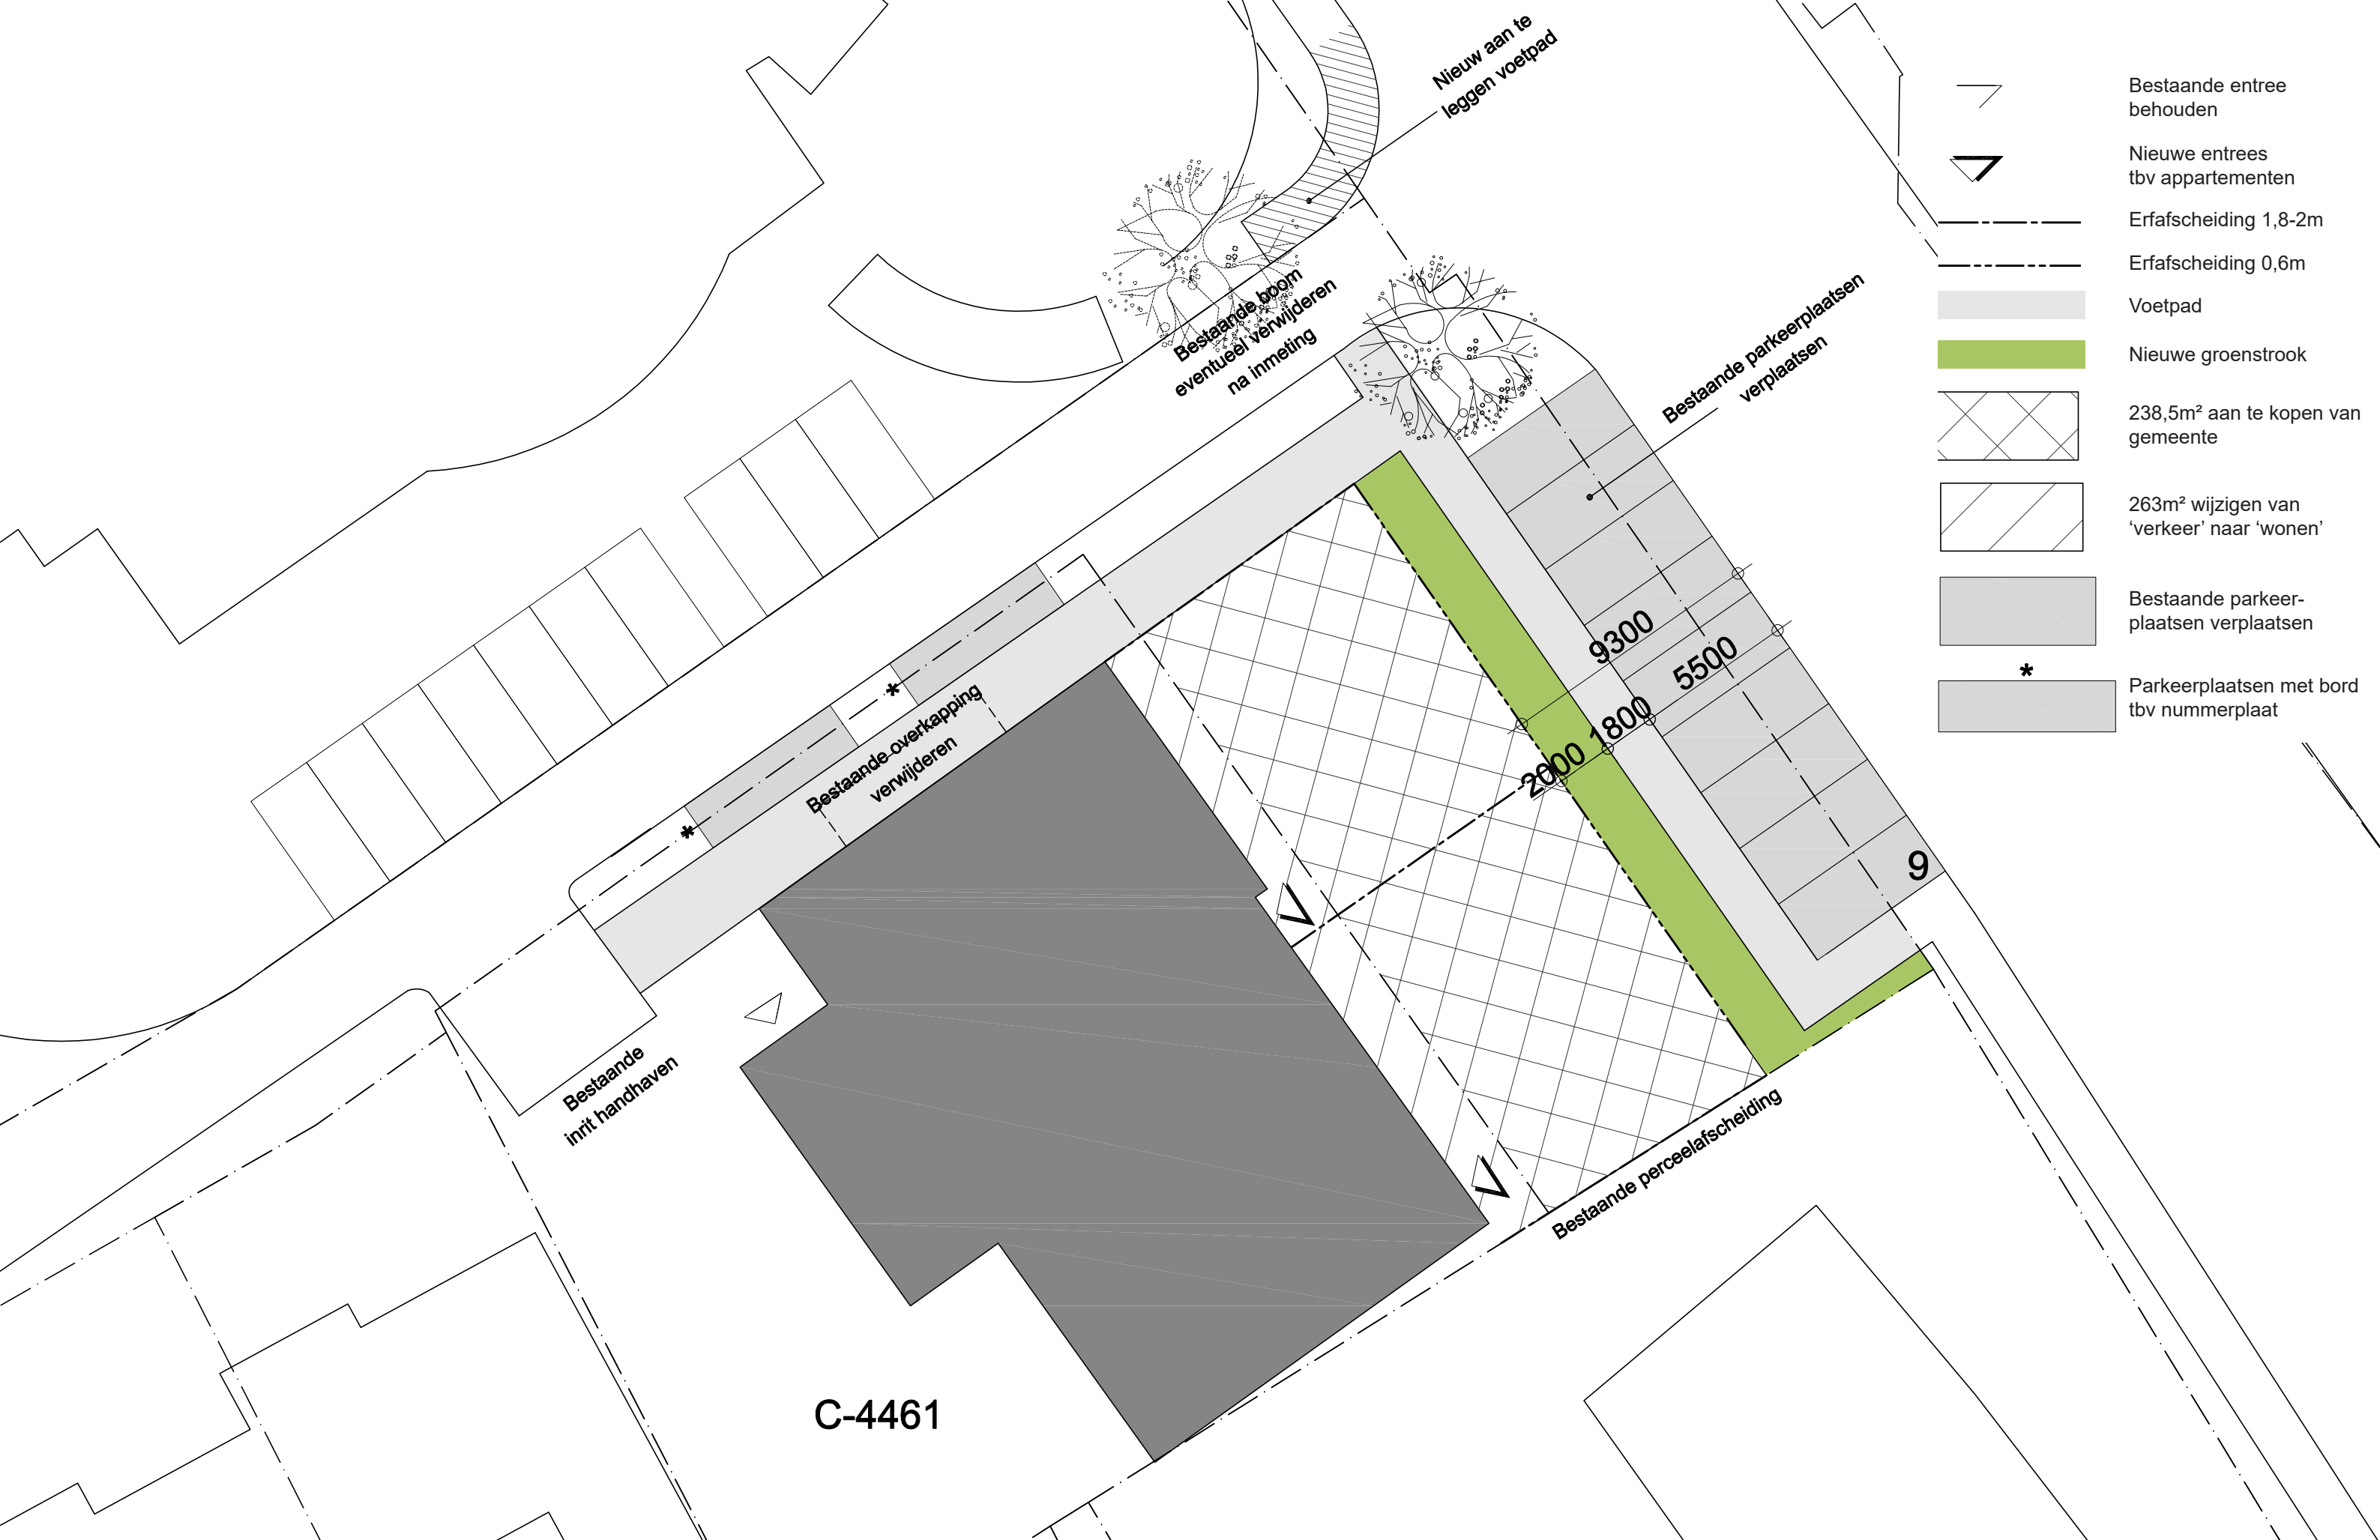 Nieuw aan te
leggen voetpad
Bestaande boom
eventueel verwijderen
na inmeting
Bestaande parkeerplaatsen
verplaatsen
Bestaande overkapping
verwijderen
*
*
9300
5500
1800
2000
9
Bestaande
inrit handhaven
Bestaande perceelafscheiding
C-4461
Bestaande entree
behouden
Nieuwe entrees
tbv appartementen
Erfafscheiding 1,8-2m
Erfafscheiding 0,6m
Voetpad
Nieuwe groenstrook
238,5m² aan te kopen van
gemeente
263m² wijzigen van
‘verkeer’ naar ‘wonen’
Bestaande parkeer-
plaatsen verplaatsen
*
Parkeerplaatsen met bord
tbv nummerplaat